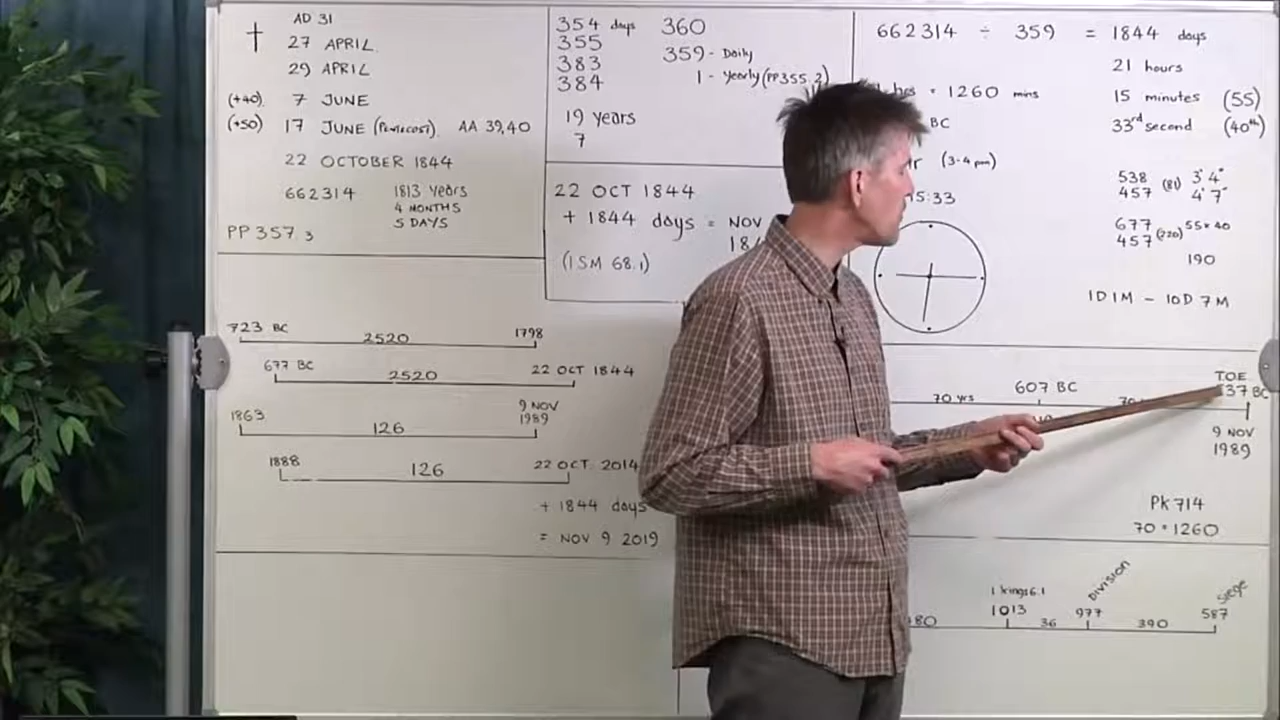 AD 31
27 APRIL
29 APRIL
(+40) 7 JUNE
(+50) 17 JUNE (PENTECOST) AA 39,40
22 OCTOBER 1844
662314 1813 years
4 MONTHS
5 DAYS
PP 357.3
354 days 360
355 359 - Daily
383 1 - Yearly (PP 355.2)
384
19 years
7
22 OCT 1844
+ 1844 days = NOV
(1SM 68.1)
662314 ÷ 359 = 1844 days
21 hours
hrs = 1260 mins
15 minutes (55)
BC
33rd second (40th)
(3-4 pm)
15:33
538 (81) 3' 4"
457 4' 7"
677 (220) 55 × 40
457
190
1D 1M - 10D 7M
723 BC 2520 1798
677 BC 2520 22 OCT 1844
1863 126 9 NOV
1989
1888 126 22 OCT. 2014
+ 1844 days
= NOV 9 2019
70 yrs 607 BC
TOE
37 BC
9 NOV
1989
PK 714
70 = 1260
1 kings 6.1
1013 36 977 390 587
Division
Siege